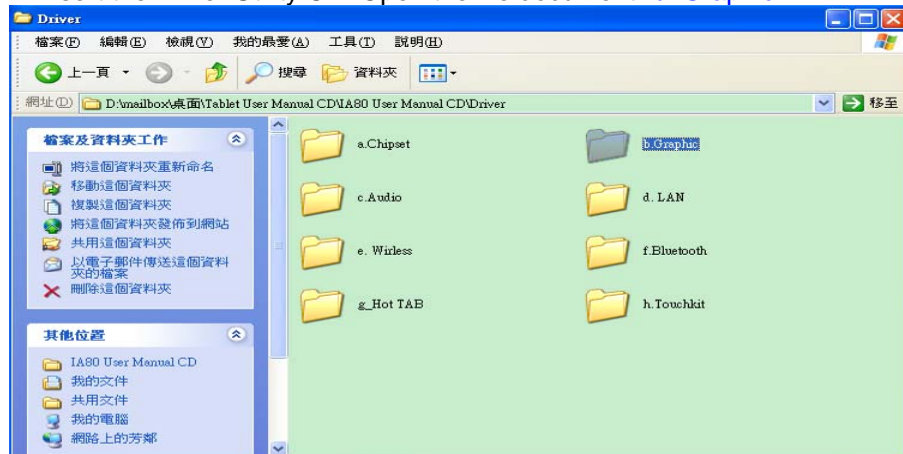 Driver
檔案(F) 編輯(E) 檢視(V) 我的最愛(A) 工具(T) 說明(H)
上一頁 搜尋 資料夾
網址(D) D:\mailbox\桌面\Tablet User Manual CD\IA80 User Manual CD\Driver 移至
檔案及資料夾工作
將這個資料夾重新命名
移動這個資料夾
複製這個資料夾
將這個資料夾發佈到網站
共用這個資料夾
以電子郵件傳送這個資料
夾的檔案
刪除這個資料夾
其他位置
IA80 User Manual CD
我的文件
共用文件
我的電腦
網路上的芳鄰
a.Chipset b.Graphic
c.Audio d. LAN
e. Wirless f.Bluetooth
g_Hot TAB h.Touchkit